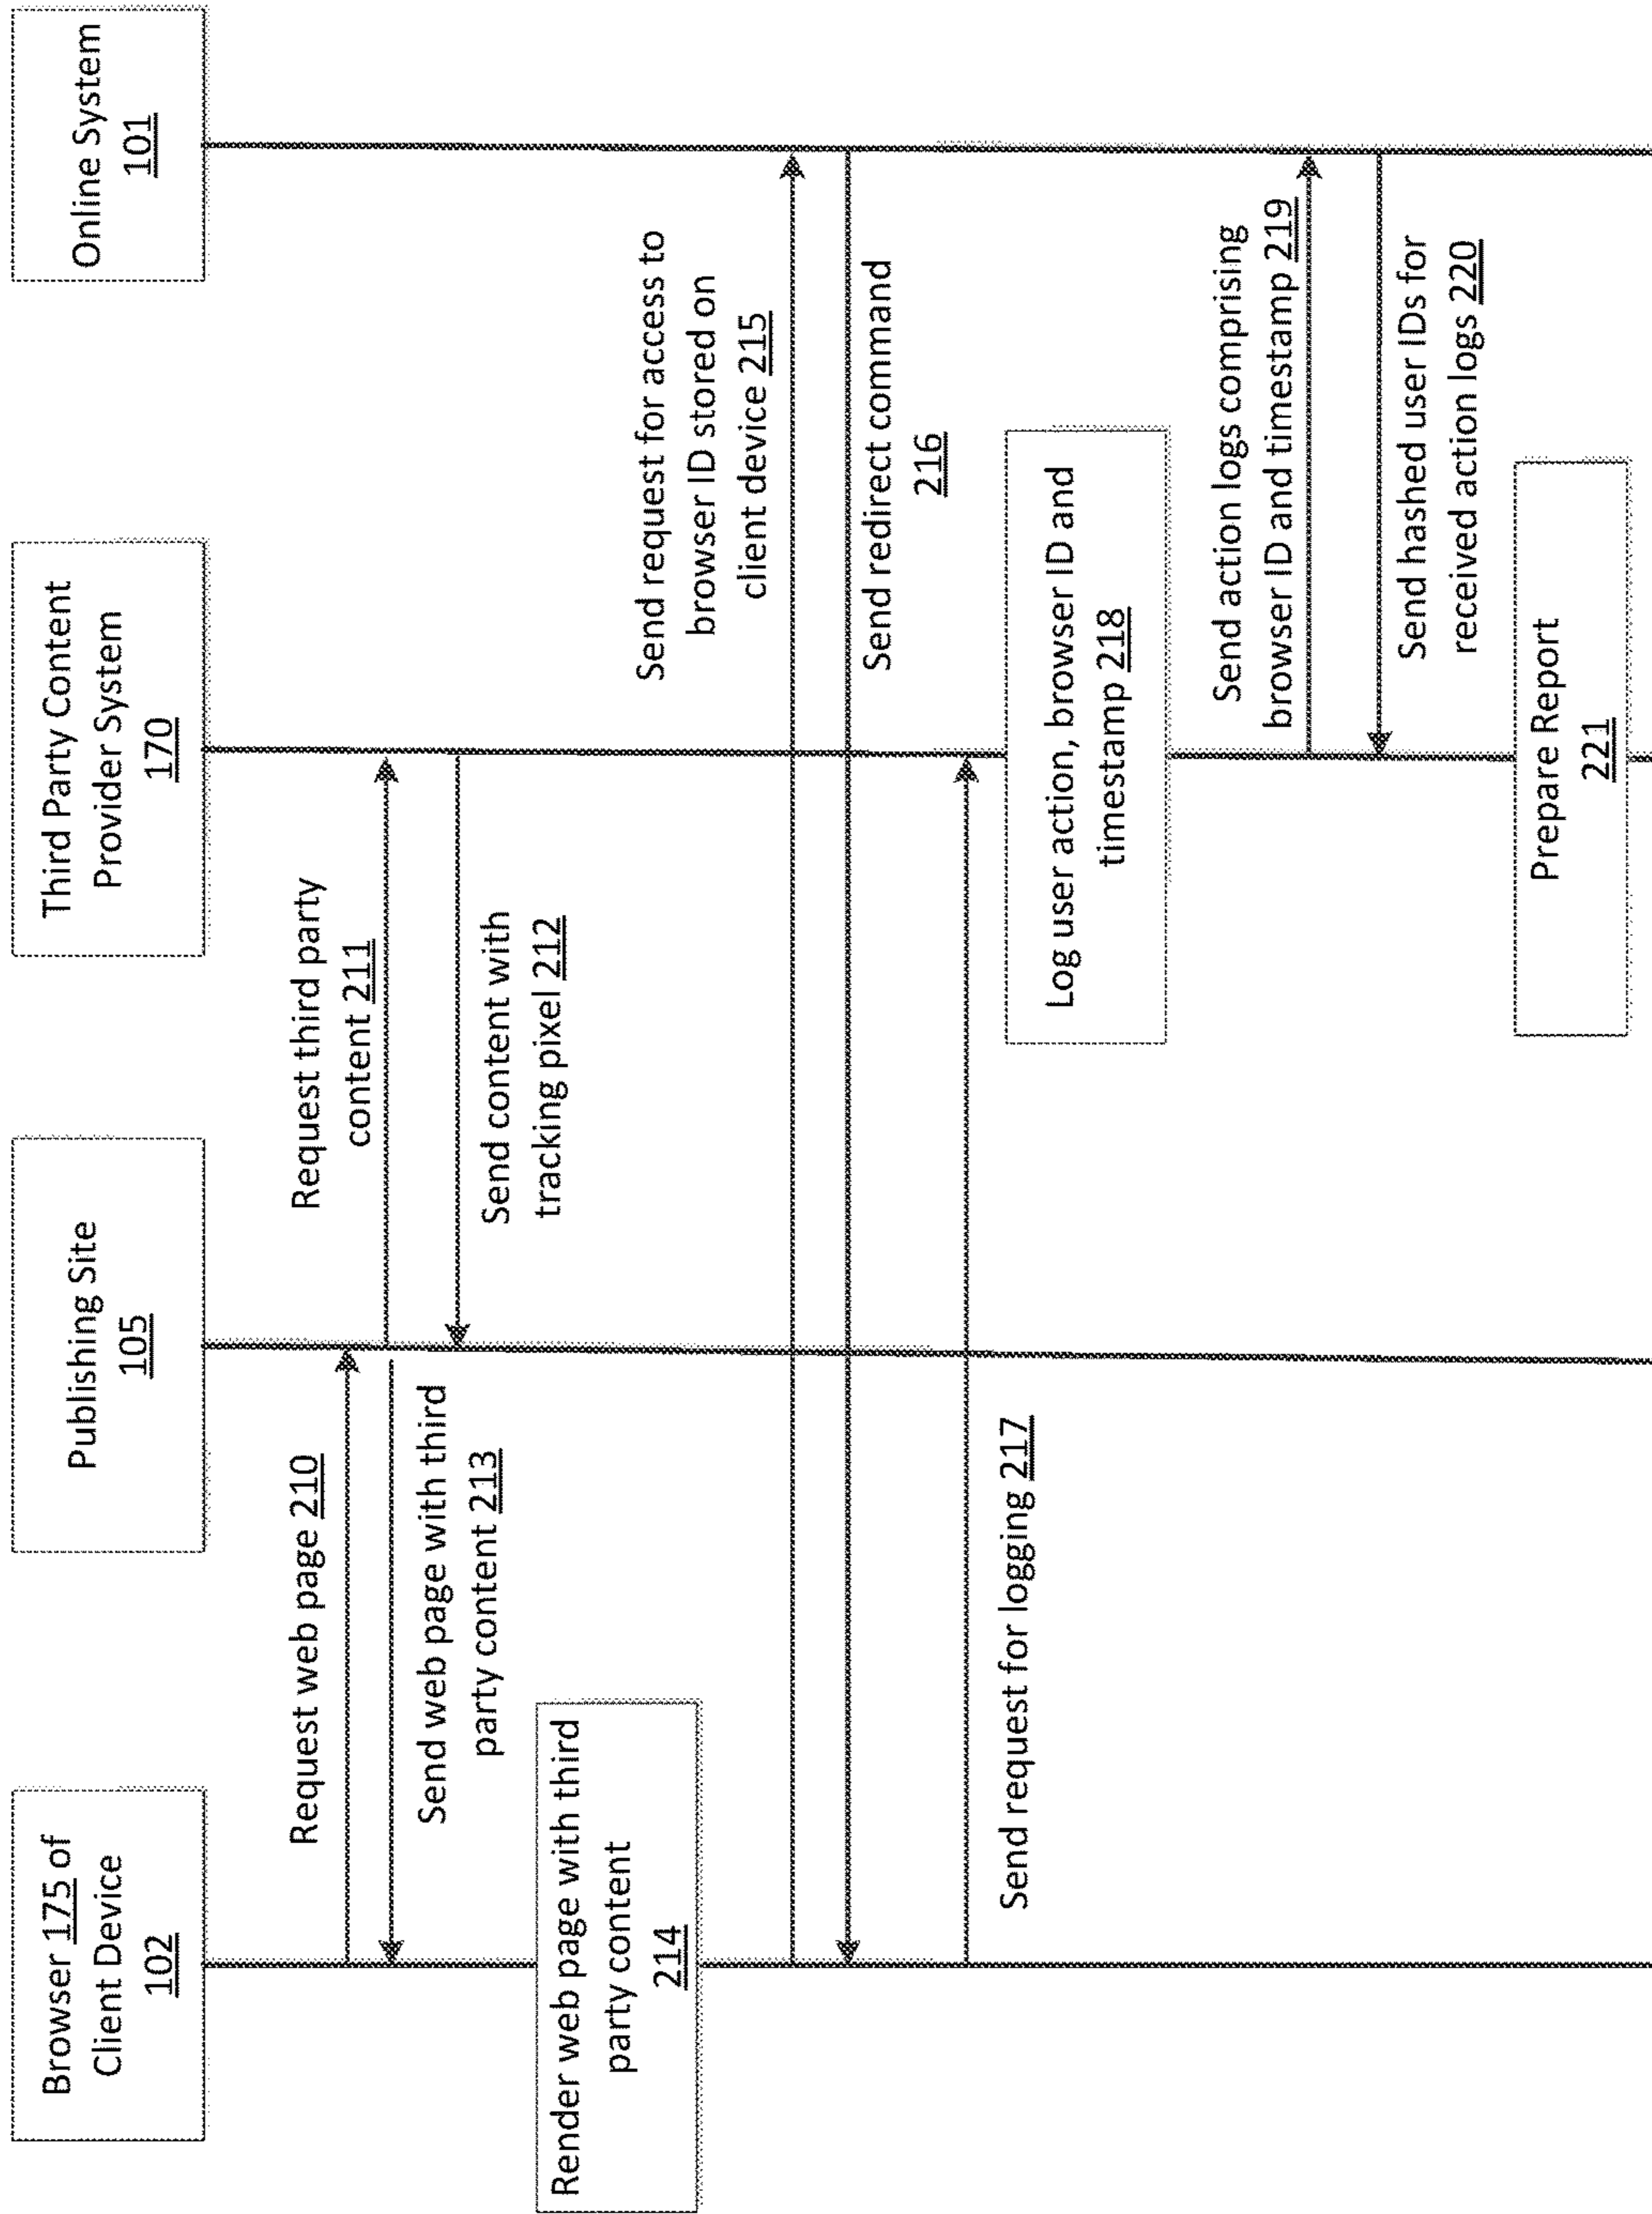 Browser 175 of
Client Device
102
Publishing Site
105
Third Party Content
Provider System
170
Online System
101
Request web page 210
Request third party
content 211
Send content with
tracking pixel 212
Send web page with third
party content 213
Render web page with third
party content
214
Send request for access to
browser ID stored on
client device 215
Send redirect command
216
Send request for logging 217
Log user action, browser ID and
timestamp 218
Send action logs comprising
browser ID and timestamp 219
Send hashed user IDs for
received action logs 220
Prepare Report
221